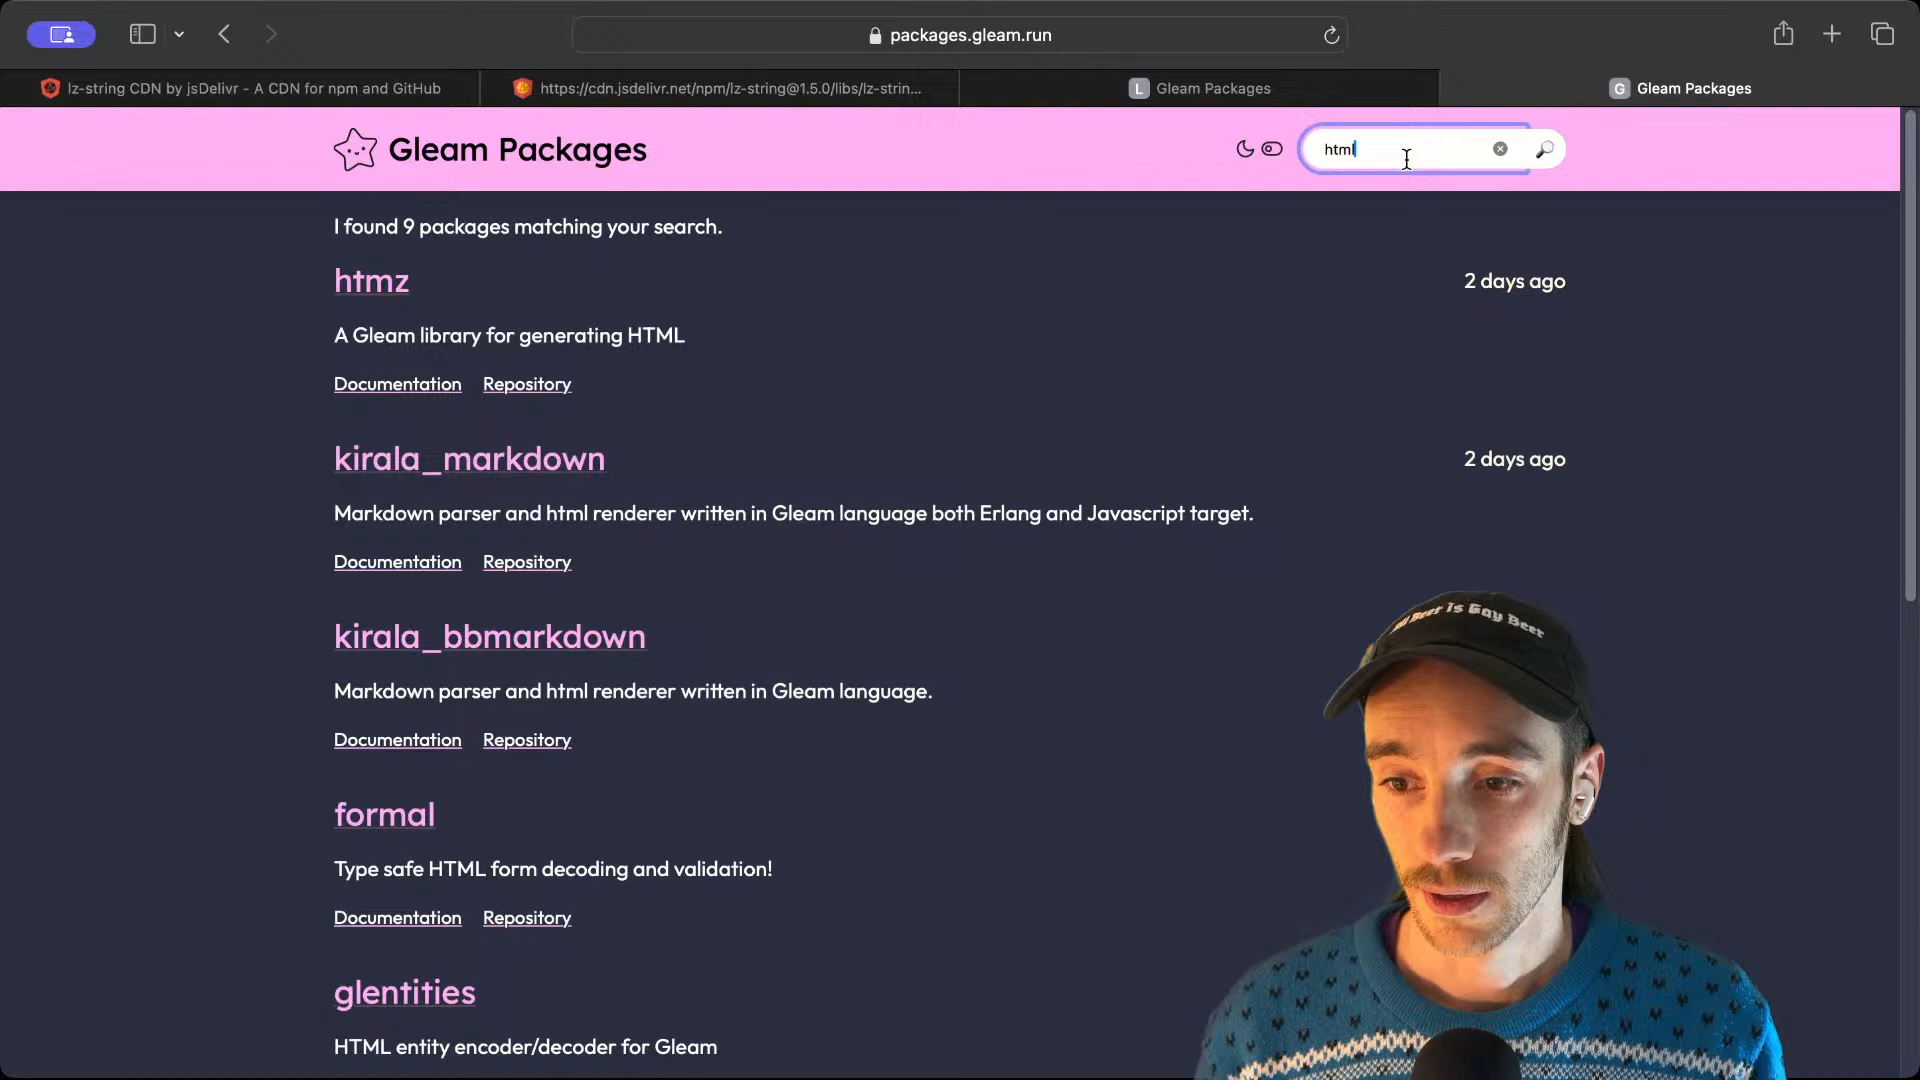 packages.gleam.run
lz-string CDN by jsDelivr - A CDN for npm and GitHub
https://cdn.jsdelivr.net/npm/lz-string@1.5.0/libs/lz-strin...
L Gleam Packages
G Gleam Packages
Gleam Packages
html
I found 9 packages matching your search.
htmz
2 days ago
A Gleam library for generating HTML
Documentation Repository
kirala_markdown
2 days ago
Markdown parser and html renderer written in Gleam language both Erlang and Javascript target.
Documentation Repository
kirala_bbmarkdown
Markdown parser and html renderer written in Gleam language.
Documentation Repository
formal
Type safe HTML form decoding and validation!
Documentation Repository
glentities
HTML entity encoder/decoder for Gleam
Beer is Gay Beer